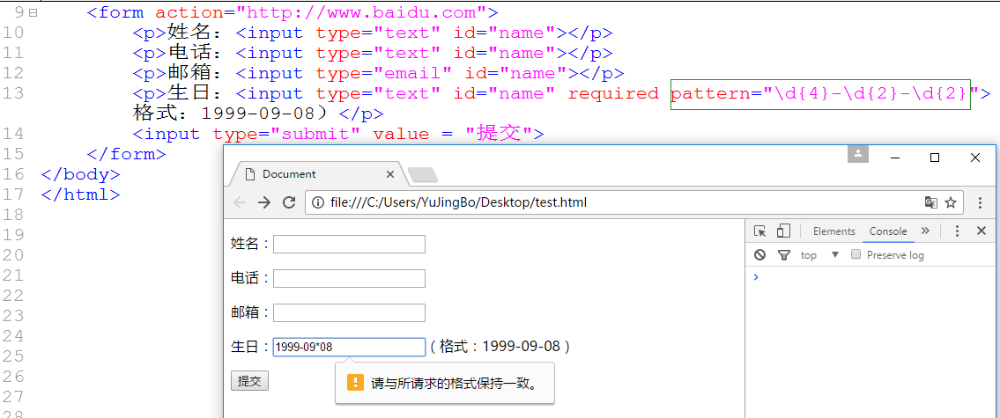 9 <form action="http://www.baidu.com">
10 <p>姓名：<input type="text" id="name"></p>
11 <p>电话：<input type="text" id="name"></p>
12 <p>邮箱：<input type="email" id="name"></p>
13 <p>生日：<input type="text" id="name" required pattern="\d{4}-\d{2}-\d{2}">
格式：1999-09-08）</p>
14 <input type="submit" value = "提交">
15 </form>
16 </body>
17 </html>
18
19
20
21
22
23
24
25
26
27
28
Document
file:///C:/Users/YuJingBo/Desktop/test.html
姓名：
电话：
邮箱：
生日：1999-09*08（格式：1999-09-08）
提交
请与所请求的格式保持一致。
Elements Console »
top ▼ Preserve log
>